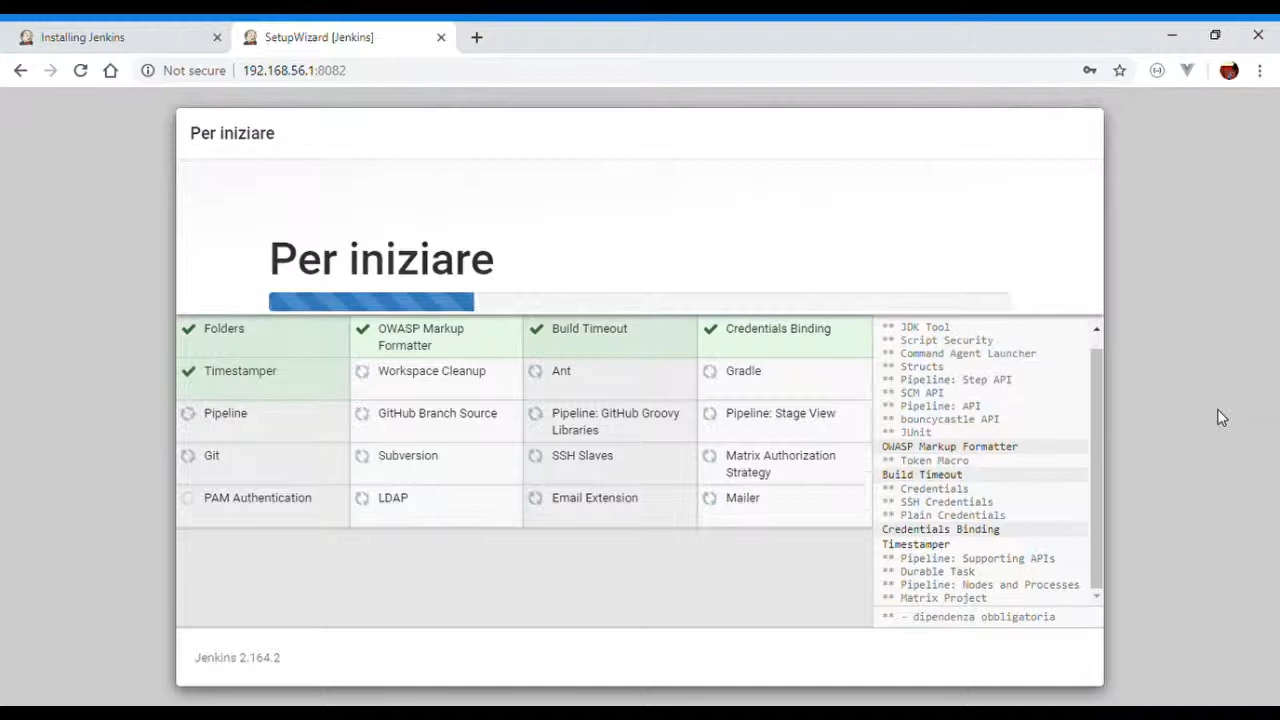 Installing Jenkins
SetupWizard [Jenkins]
Not secure
192.168.56.1:8082
Per iniziare
Per iniziare
Folders
OWASP Markup
Formatter
Build Timeout
Credentials Binding
Timestamper
Workspace Cleanup
Ant
Gradle
Pipeline
GitHub Branch Source
Pipeline: GitHub Groovy
Libraries
Pipeline: Stage View
Git
Subversion
SSH Slaves
Matrix Authorization
Strategy
PAM Authentication
LDAP
Email Extension
Mailer
** JDK Tool
** Script Security
** Command Agent Launcher
** Structs
** Pipeline: Step API
** SCM API
** Pipeline: API
** bouncycastle API
** JUnit
OWASP Markup Formatter
** Token Macro
Build Timeout
** Credentials
** SSH Credentials
** Plain Credentials
Credentials Binding
Timestamper
** Pipeline: Supporting APIs
** Durable Task
** Pipeline: Nodes and Processes
** Matrix Project
** - dipendenza obbligatoria
Jenkins 2.164.2